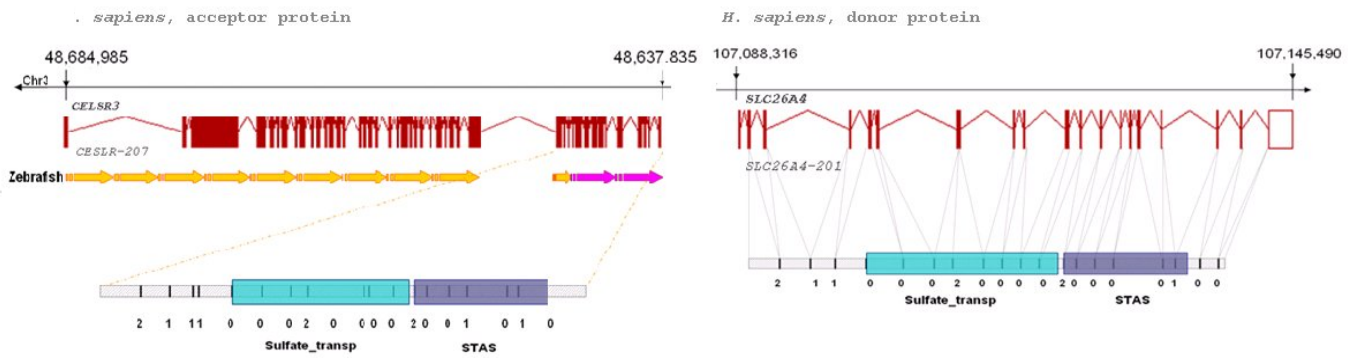 . sapiens, acceptor protein
48,684,985
48,637.835
Chr3
CELSR3
CESLR-207
Zebrafish
2 1 1 1 0 0 0 2 0 0 0 0 2 0 0 1 0 1 0
Sulfate_transp
STAS
H. sapiens, donor protein
107,088,316
107,145,490
SLC26A4
SLC26A4-201
2 1 1 0 0 0 2 0 0 0 0 2 0 0 0 0 1 0 0
Sulfate_transp
STAS